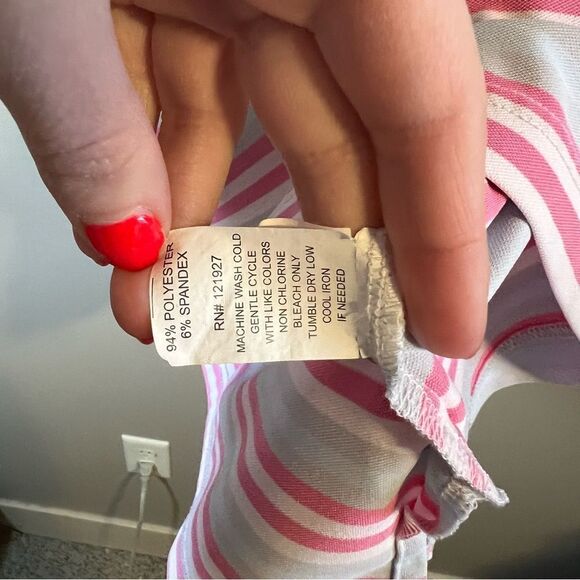 94% POLYESTER
6% SPANDEX
RN# 121927
MACHINE WASH COLD
GENTLE CYCLE
WITH LIKE COLORS
NON CHLORINE
BLEACH ONLY
TUMBLE DRY LOW
COOL IRON
IF NEEDED